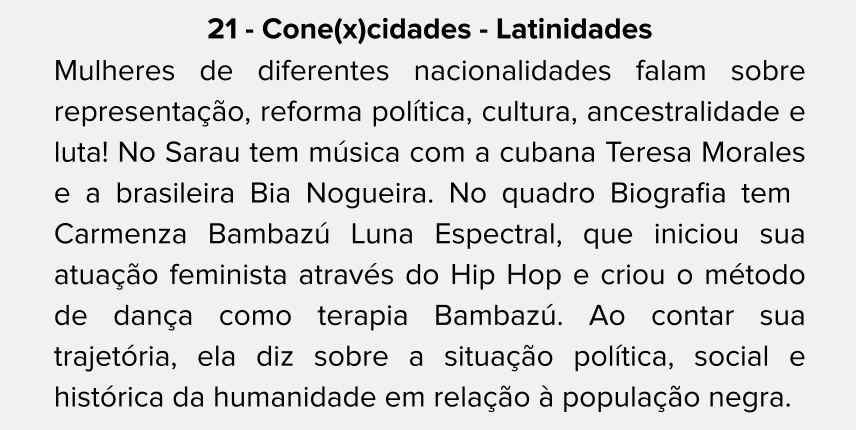 21 - Cone(x)cidades - Latinidades
Mulheres de diferentes nacionalidades falam sobre
representação, reforma política, cultura, ancestralidade e
luta! No Sarau tem música com a cubana Teresa Morales
e a brasileira Bia Nogueira. No quadro Biografia tem
Carmenza Bambazú Luna Espectral, que iniciou sua
atuação feminista através do Hip Hop e criou o método
de dança como terapia Bambazú. Ao contar sua
trajetória, ela diz sobre a situação política, social e
histórica da humanidade em relação à população negra.